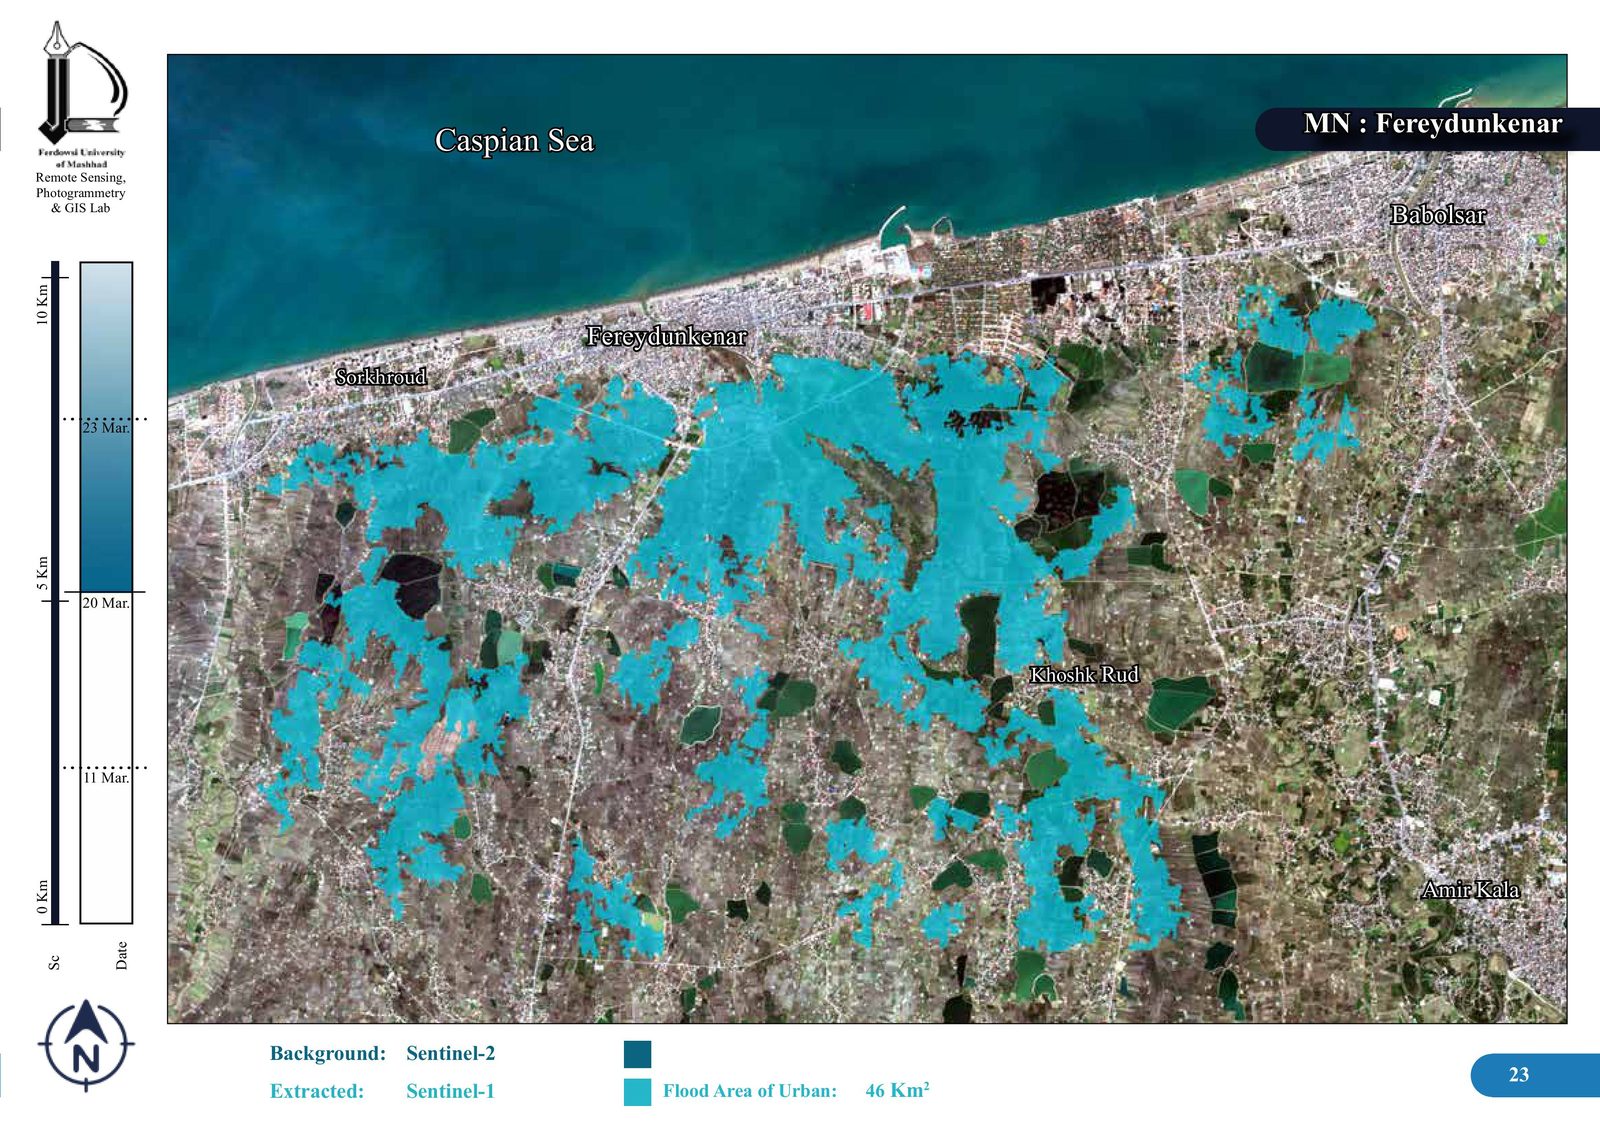 Ferdowsi University
of Mashhad
Remote Sensing,
Photogrammetry
& GIS Lab
MN : Fereydunkenar
Caspian Sea
Babolsar
Fereydunkenar
Sorkhroud
Khoshk Rud
Amir Kala
10 Km
5 Km
0 Km
Sc
23 Mar.
20 Mar.
11 Mar.
Date
N
Background: Sentinel-2
Extracted: Sentinel-1
Flood Area of Urban: 46 Km²
23